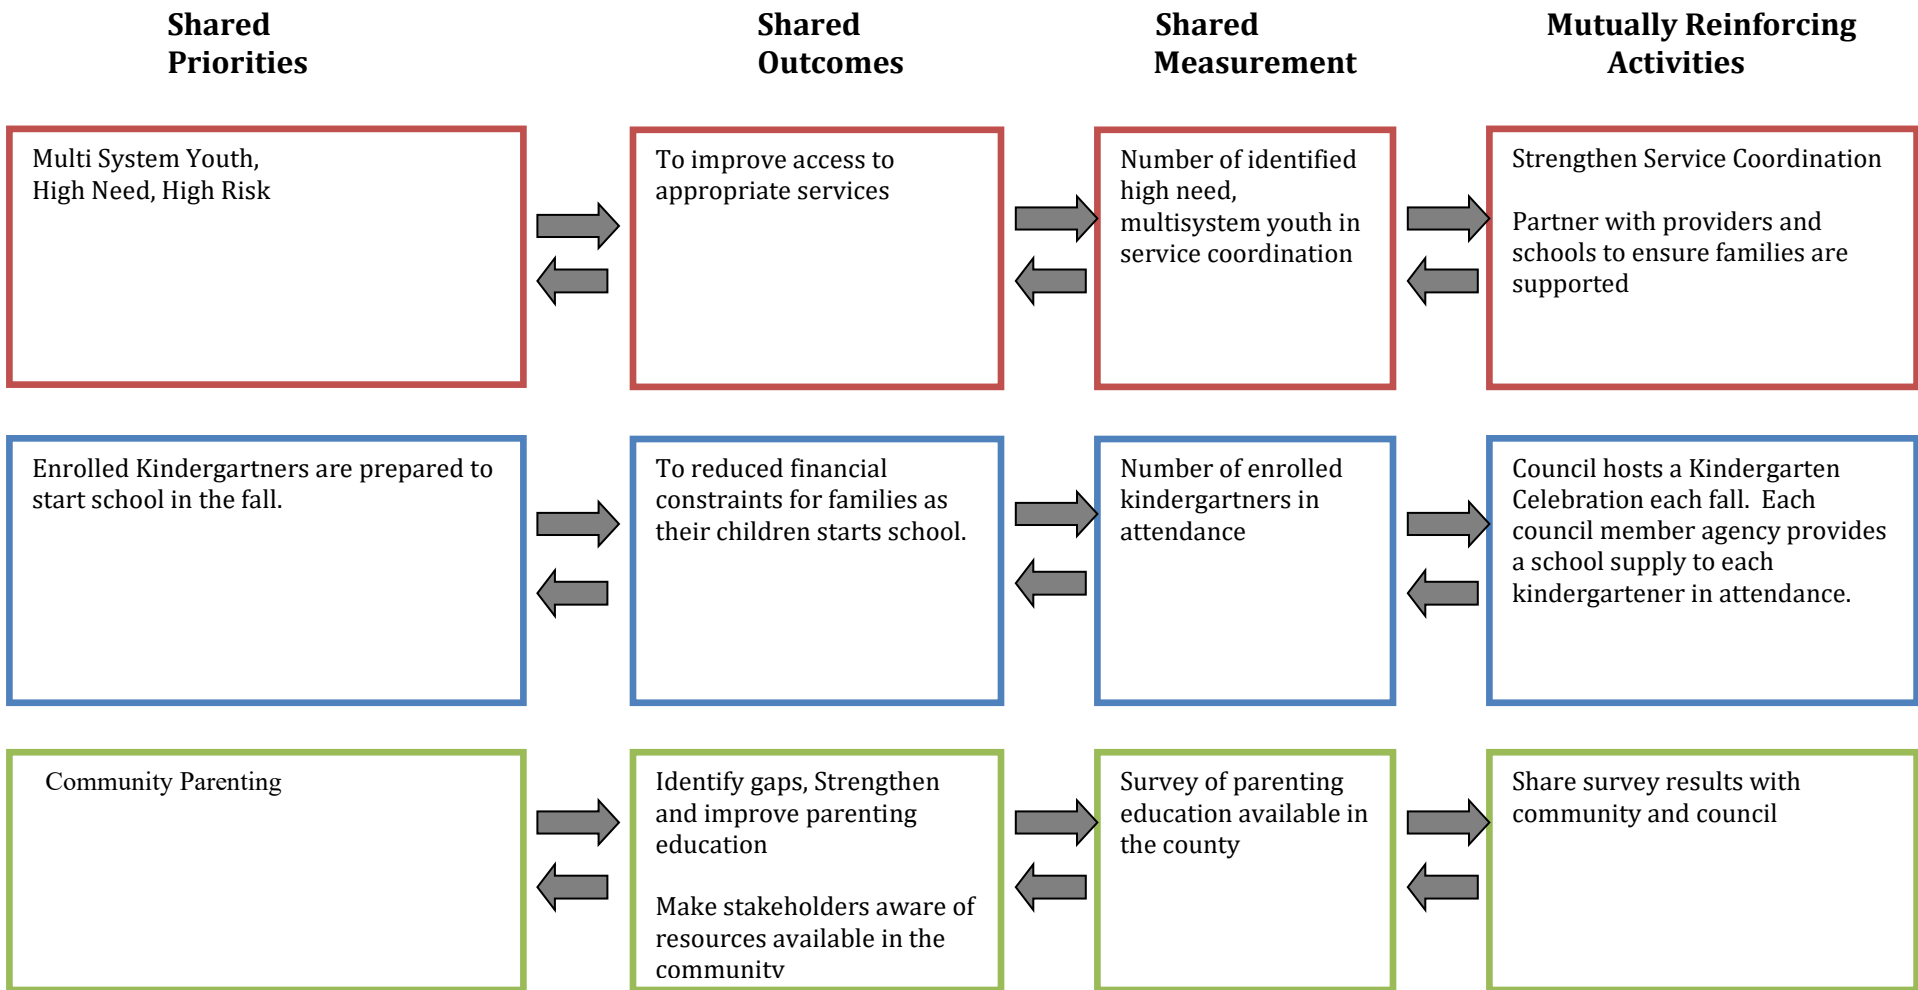 Shared
Priorities
Shared
Outcomes
Shared
Measurement
Mutually Reinforcing
Activities
Multi System Youth,
High Need, High Risk
To improve access to
appropriate services
Number of identified
high need,
multisystem youth in
service coordination
Strengthen Service Coordination
Partner with providers and
schools to ensure families are
supported
Enrolled Kindergartners are prepared to
start school in the fall.
To reduced financial
constraints for families as
their children starts school.
Number of enrolled
kindergartners in
attendance
Council hosts a Kindergarten
Celebration each fall.  Each
council member agency provides
a school supply to each
kindergartener in attendance.
Community Parenting
Identify gaps, Strengthen
and improve parenting
education
Make stakeholders aware of
resources available in the
community
Survey of parenting
education available in
the county
Share survey results with
community and council